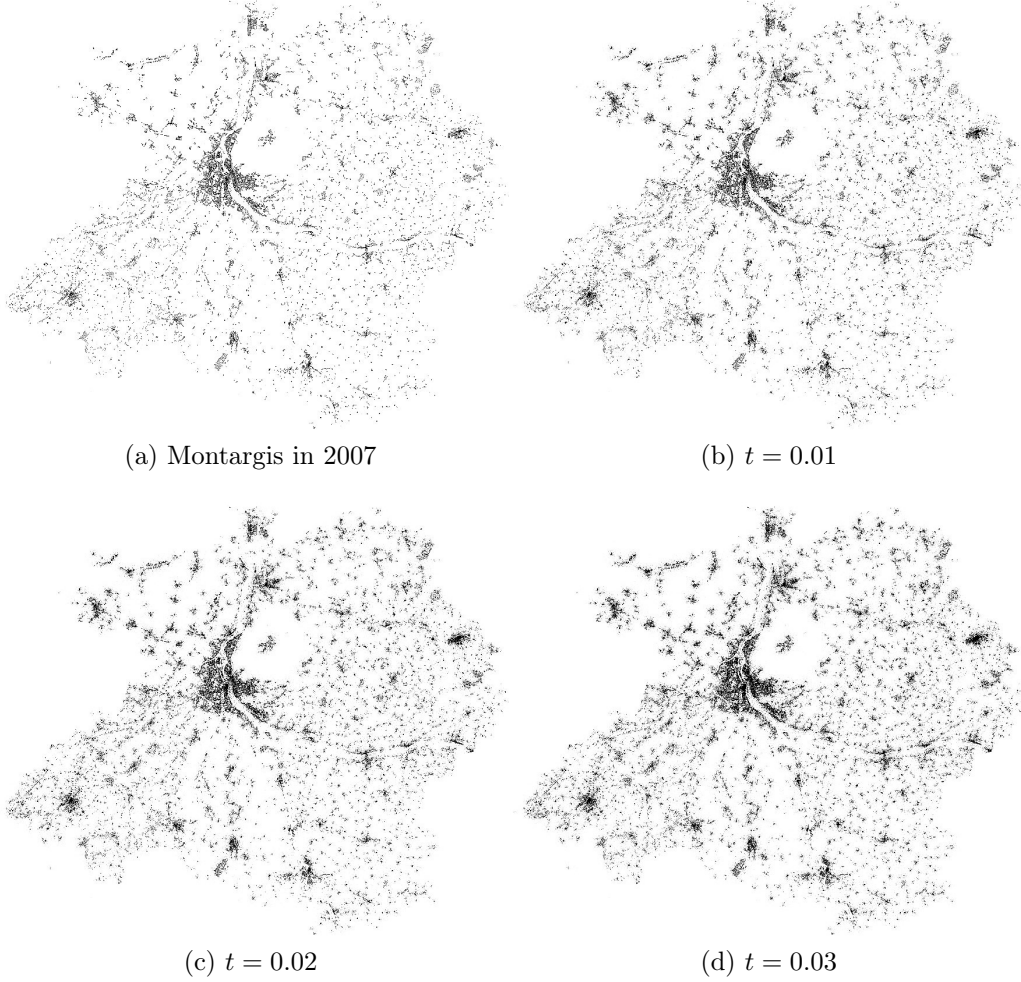 (a) Montargis in 2007
(b) t = 0.01
(c) t = 0.02
(d) t = 0.03